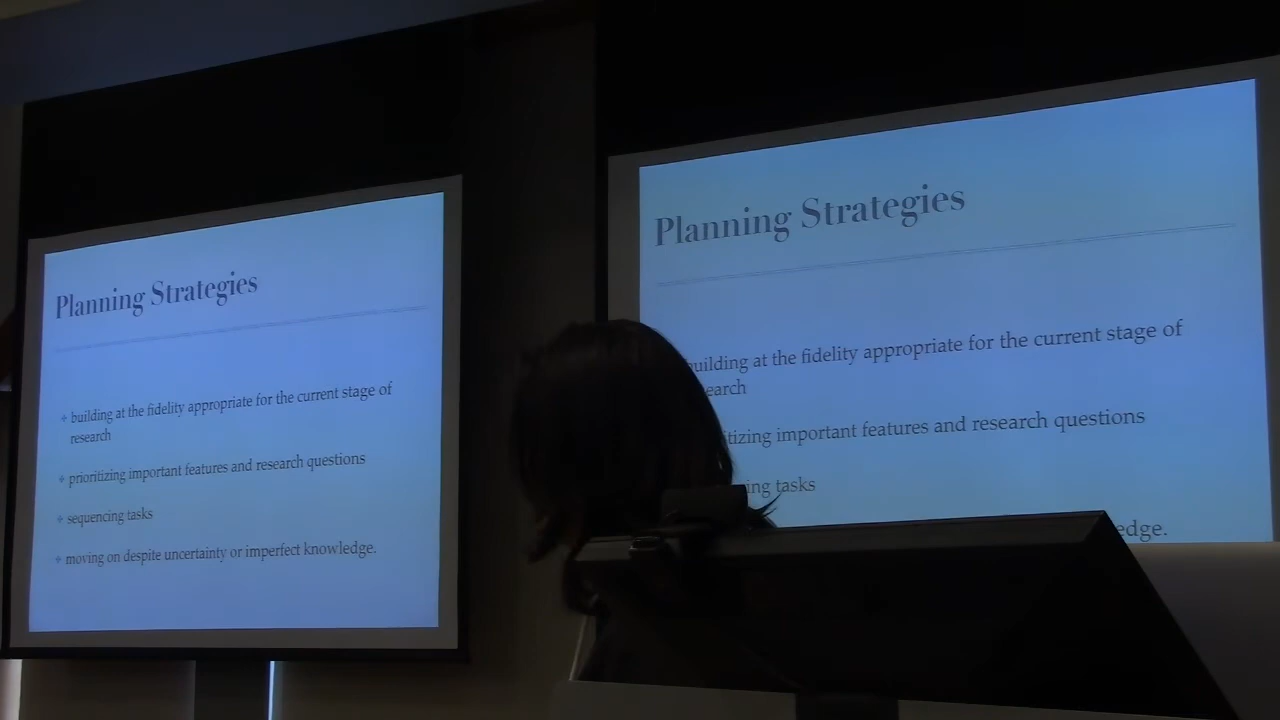 Planning Strategies
building at the fidelity appropriate for the current stage of
research
prioritizing important features and research questions
sequencing tasks
moving on despite uncertainty or imperfect knowledge.
Planning Strategies
building at the fidelity appropriate for the current stage of
earch
tizing important features and research questions
ing tasks
edge.